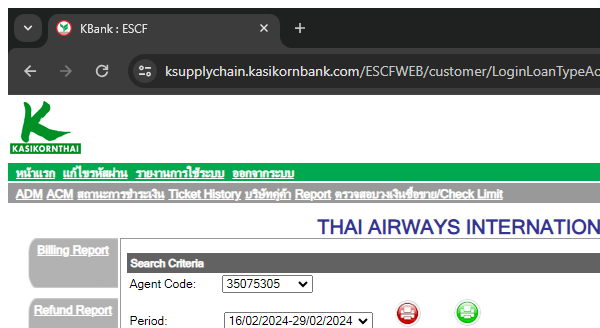 KBank : ESCF
ksupplychain.kasikornbank.com/ESCFWEB/customer/LoginLoanTypeAc
KASIKORNTHAI
หน้าแรก แก้ไขรหัสผ่าน รายงานการใช้ระบบ ออกจากระบบ
ADM ACM สถานะการชำระเงิน Ticket History บริษัทคู่ค้า Report ตรวจสอบวงเงินซื้อขาย/Check Limit
THAI AIRWAYS INTERNATION
Billing Report
Search Criteria
Agent Code: 35075305
Refund Report
Period: 16/02/2024-29/02/2024